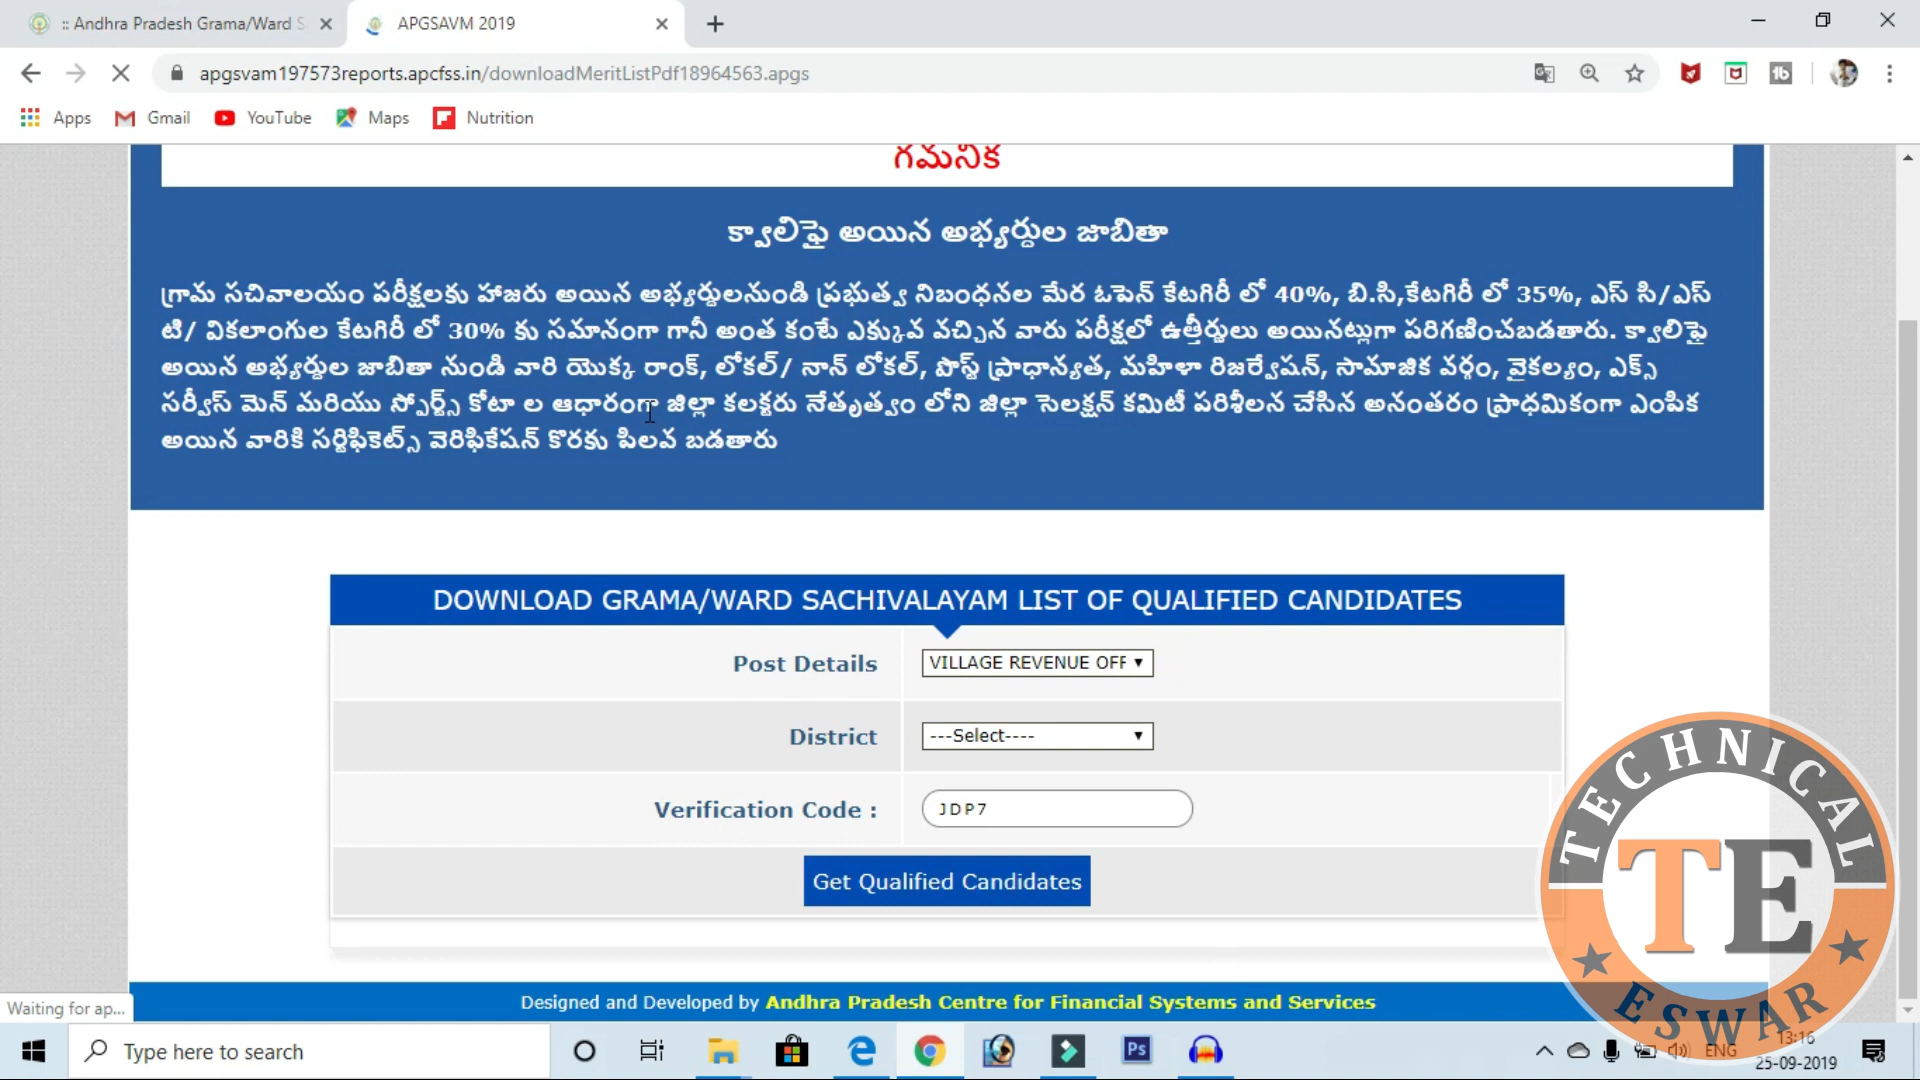 :: Andhra Pradesh Grama/Ward S
APGSAVM 2019
apgsvam197573reports.apcfss.in/downloadMeritListPdf18964563.apgs
Apps
Gmail
YouTube
Maps
Nutrition
గమనిక
క్వాలిఫై అయిన అభ్యర్దుల జాబితా
గ్రామ సచివాలయం పరీక్షలకు హాజరు అయిన అభ్యర్దులనుండి ప్రభుత్వ నిబంధనల మేర ఓపెన్ కేటగిరీ లో 40%, బి.సి,కేటగిరీ లో 35%, ఎస్ సి/ఎస్
టి/ వికలాంగుల కేటగిరీ లో 30% కు సమానంగా గానీ అంత కంటే ఎక్కువ వచ్చిన వారు పరీక్షలో ఉత్తీర్ణులు అయినట్లుగా పరిగణించబడతారు. క్వాలిఫై
అయిన అభ్యర్దుల జాబితా నుండి వారి యొక్క రాంక్, లోకల్/ నాన్ లోకల్, పోస్ట్ ప్రాధాన్యత, మహిళా రిజర్వేషన్, సామాజిక వర్గం, వైకల్యం, ఎక్స్
సర్వీస్ మెన్ మరియు స్పోర్ట్స్ కోటా ల ఆధారంగా జిల్లా కలక్టరు నేతృత్వం లోని జిల్లా సెలక్షన్ కమిటీ పరిశీలన చేసిన అనంతరం ప్రాధమికంగా ఎంపిక
అయిన వారికి సర్టిఫికెట్స్ వెరిఫికేషన్ కొరకు పిలవ బడతారు
DOWNLOAD GRAMA/WARD SACHIVALAYAM LIST OF QUALIFIED CANDIDATES
Post Details
VILLAGE REVENUE OFF
District
---Select----
Verification Code :
JDP7
Get Qualified Candidates
TECHNICAL
TE
ESWAR
Designed and Developed by Andhra Pradesh Centre for Financial Systems and Services
Waiting for ap...
Type here to search
Ps
ENG
13:16
25-09-2019